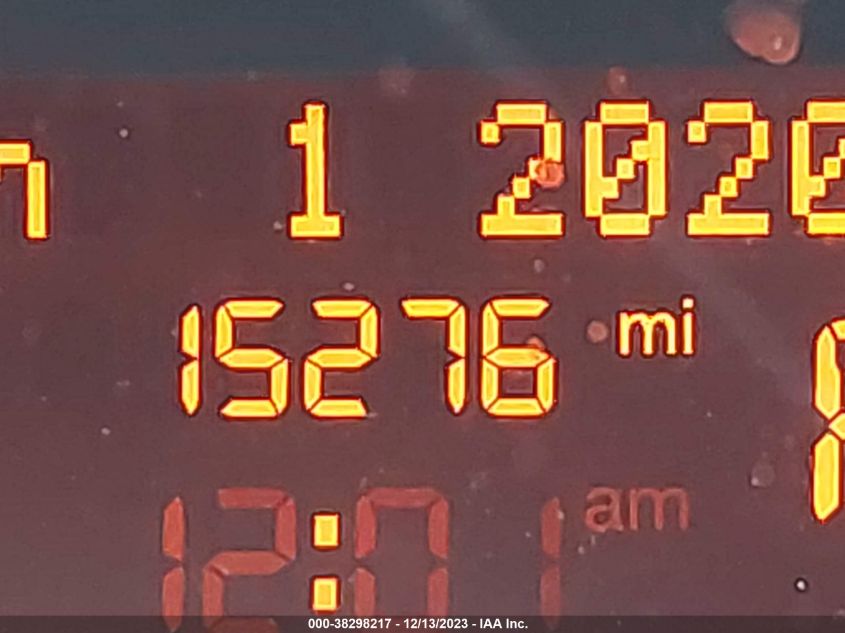 n 1 2020
15276 mi
12:01 am
000-38298217 - 12/13/2023 - IAA Inc.